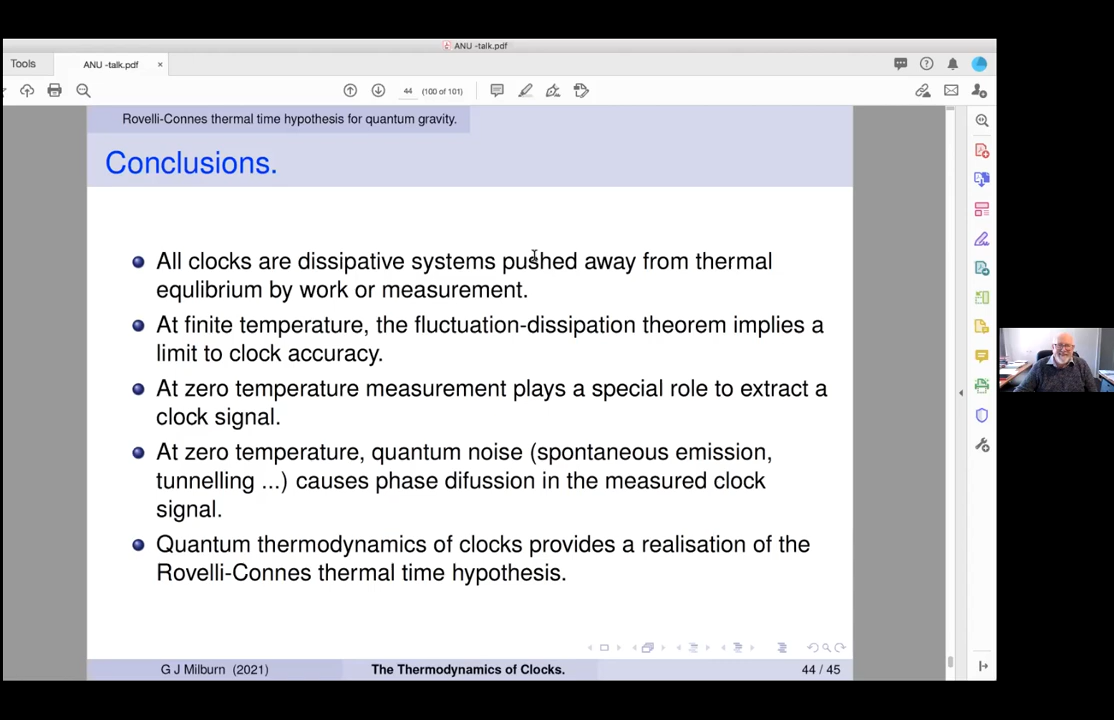 ANU -talk.pdf
Tools
ANU -talk.pdf ×
44 (100 of 101)
Rovelli-Connes thermal time hypothesis for quantum gravity.
Conclusions.
All clocks are dissipative systems pushed away from thermal
equlibrium by work or measurement.
At finite temperature, the fluctuation-dissipation theorem implies a
limit to clock accuracy.
At zero temperature measurement plays a special role to extract a
clock signal.
At zero temperature, quantum noise (spontaneous emission,
tunnelling ...) causes phase difussion in the measured clock
signal.
Quantum thermodynamics of clocks provides a realisation of the
Rovelli-Connes thermal time hypothesis.
G J Milburn (2021) The Thermodynamics of Clocks. 44 / 45